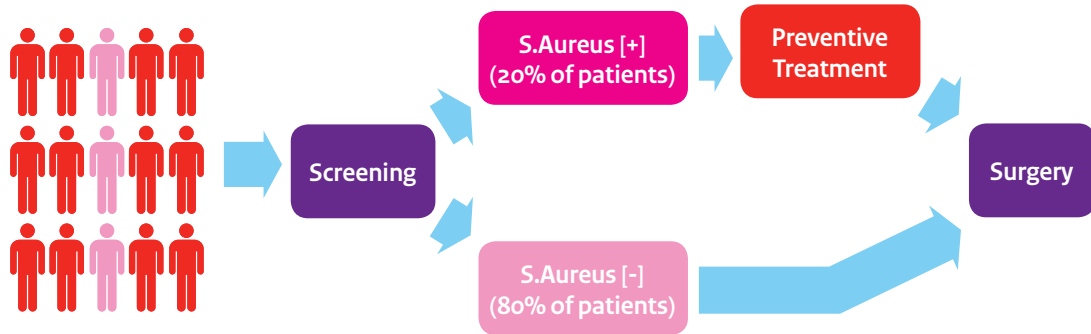 Screening
S.Aureus [+]
(20% of patients)
Preventive
Treatment
S.Aureus [-]
(80% of patients)
Surgery